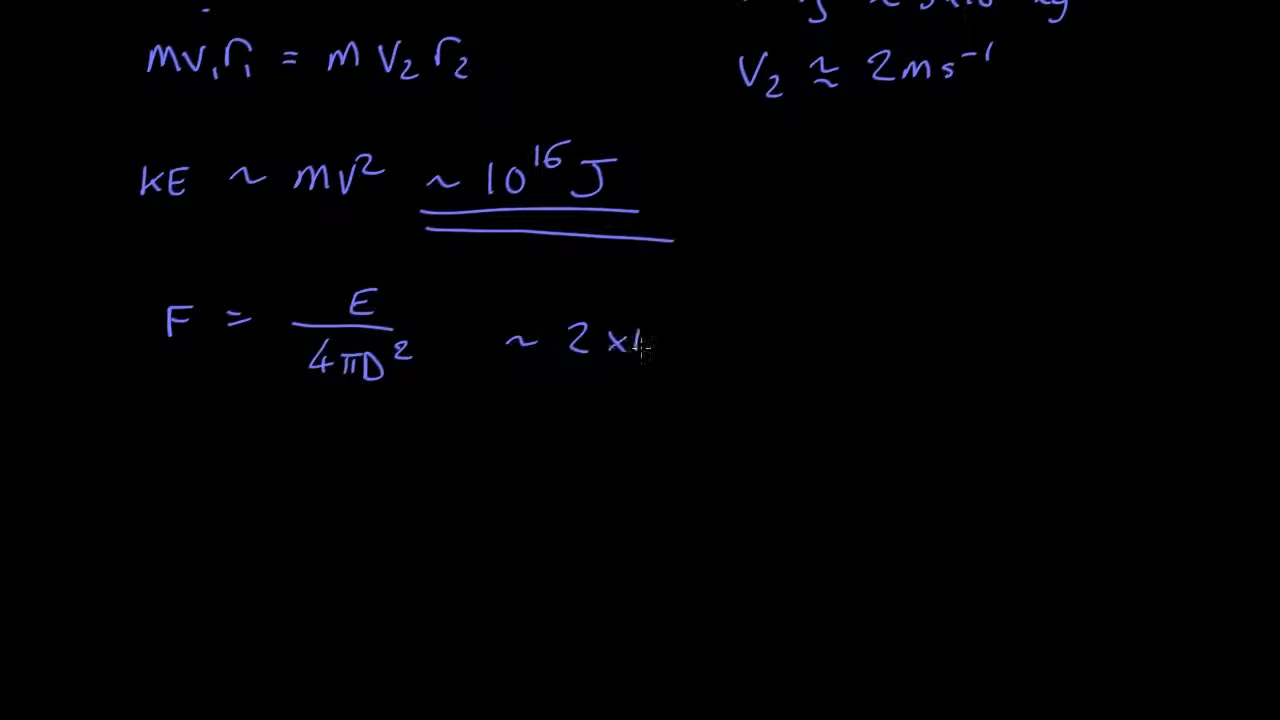 mv₁r₁ = m v₂ r₂
V₂ ≈ 2ms⁻¹
KE ~ mv² ~ 10¹⁶ J
F = E / 4πD² ~ 2 ×